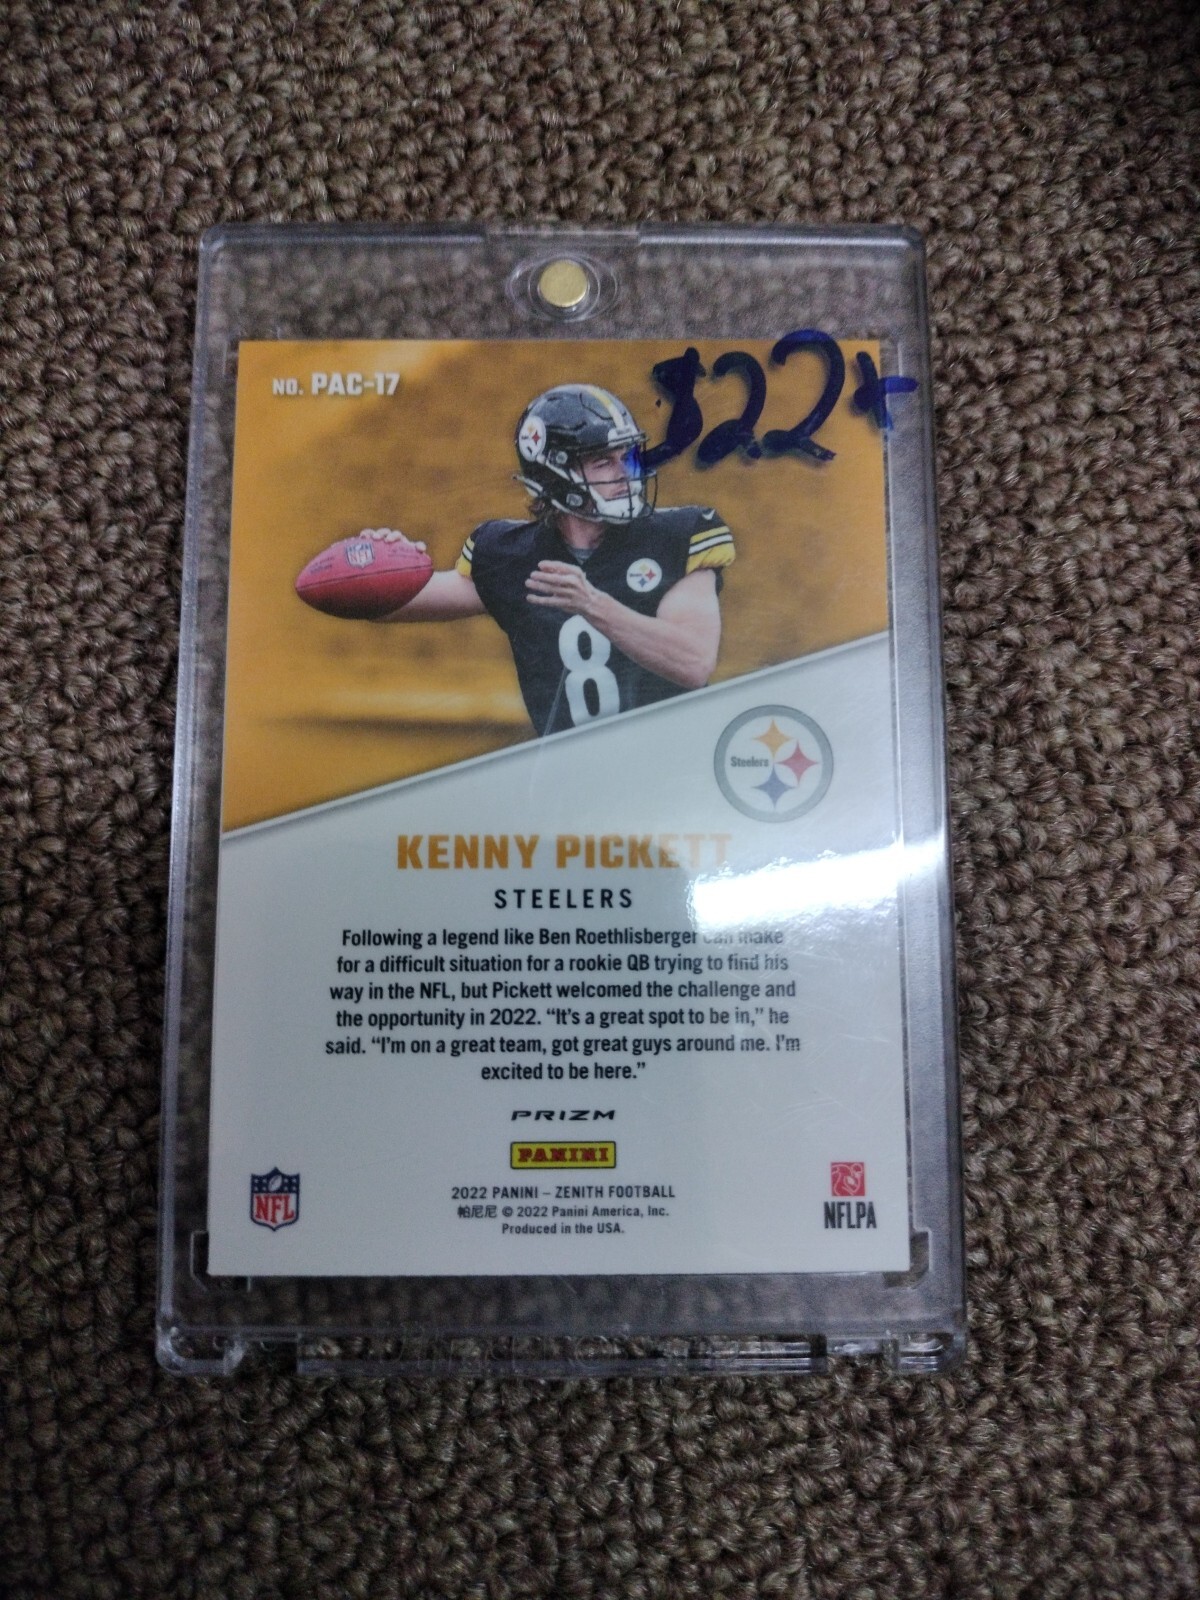 NO. PAC-17
$22+
NFL
8
Steelers
KENNY PICKETT
STEELERS
Following a legend like Ben Roethlisberger can make
for a difficult situation for a rookie QB trying to find his
way in the NFL, but Pickett welcomed the challenge and
the opportunity in 2022. “It’s a great spot to be in,” he
said. “I’m on a great team, got great guys around me. I’m
excited to be here.”
PRIZM
PANINI
NFL
2022 PANINI – ZENITH FOOTBALL
帕尼尼 © 2022 Panini America, Inc.
Produced in the USA.
NFLPA